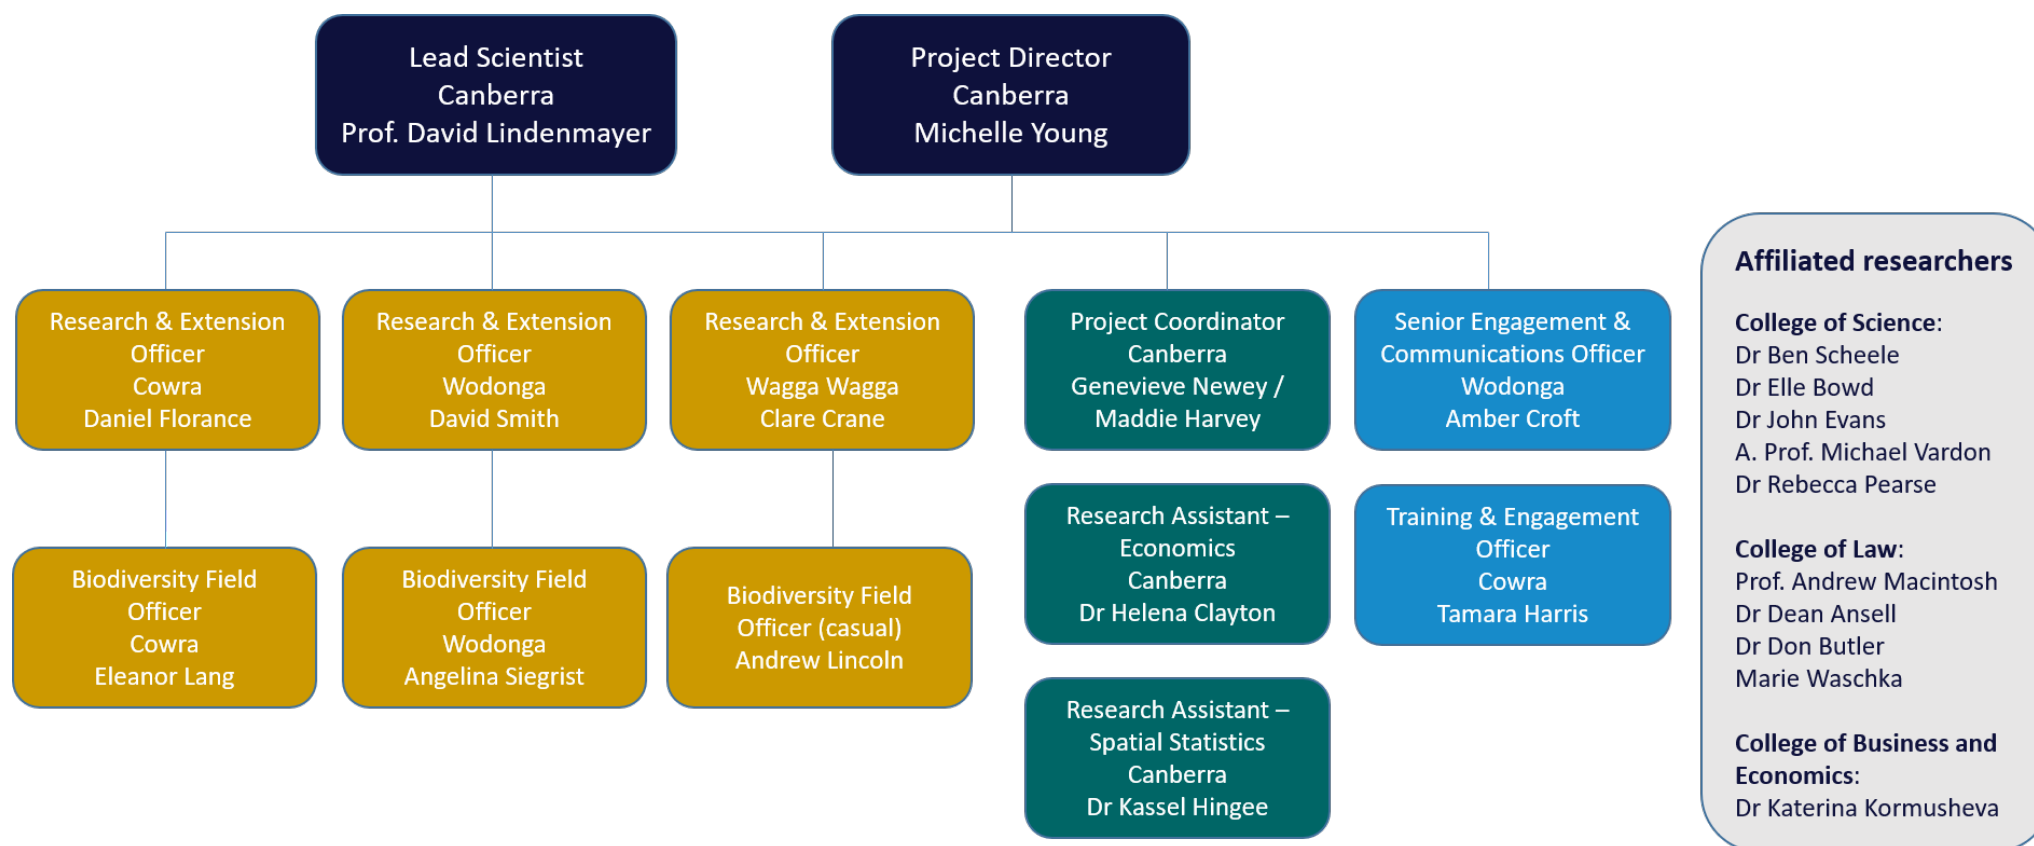 Lead Scientist
Canberra
Prof. David Lindenmayer
Project Director
Canberra
Michelle Young
Research & Extension
Officer
Cowra
Daniel Florance
Research & Extension
Officer
Wodonga
David Smith
Research & Extension
Officer
Wagga Wagga
Clare Crane
Project Coordinator
Canberra
Genevieve Newey /
Maddie Harvey
Senior Engagement &
Communications Officer
Wodonga
Amber Croft
Biodiversity Field
Officer
Cowra
Eleanor Lang
Biodiversity Field
Officer
Wodonga
Angelina Siegrist
Biodiversity Field
Officer (casual)
Andrew Lincoln
Research Assistant –
Economics
Canberra
Dr Helena Clayton
Training & Engagement
Officer
Cowra
Tamara Harris
Research Assistant –
Spatial Statistics
Canberra
Dr Kassel Hingee
Affiliated researchers
College of Science:
Dr Ben Scheele
Dr Elle Bowd
Dr John Evans
A. Prof. Michael Vardon
Dr Rebecca Pearse
College of Law:
Prof. Andrew Macintosh
Dr Dean Ansell
Dr Don Butler
Marie Waschka
College of Business and
Economics:
Dr Katerina Kormusheva